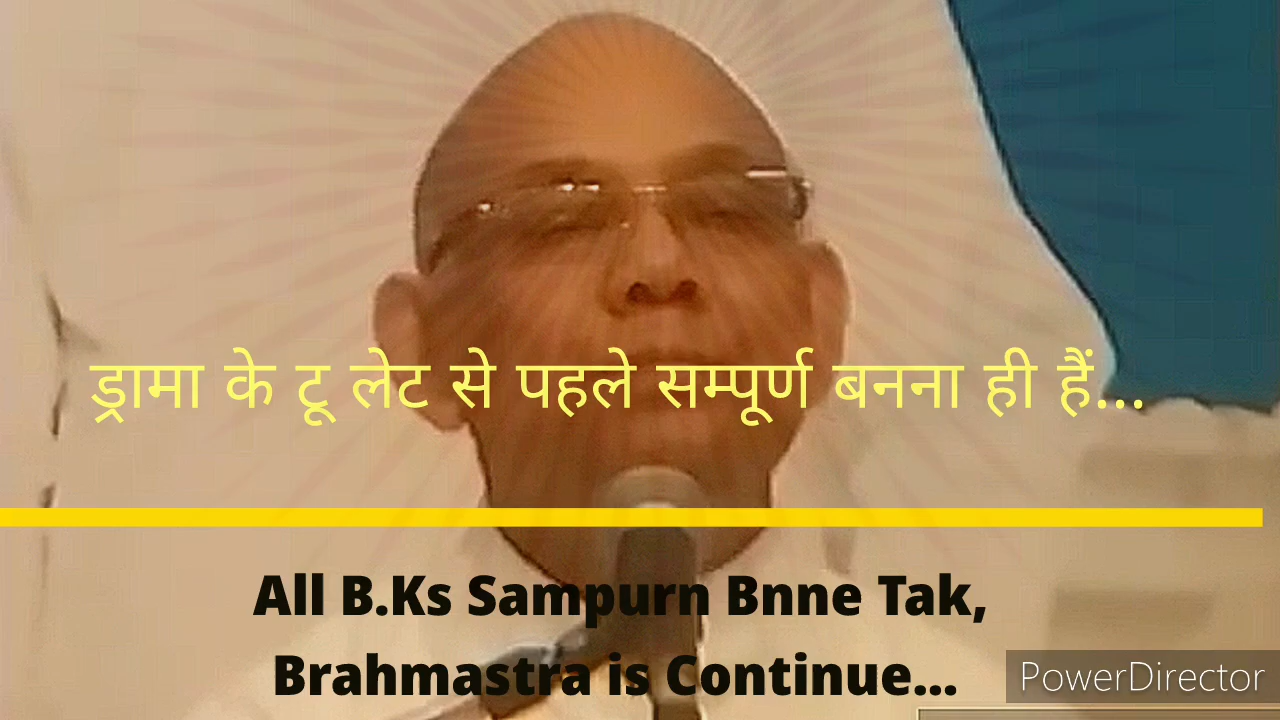 ड्रामा के टू लेट से पहले सम्पूर्ण बनना ही हैं...
All B.Ks Sampurn Bnne Tak,
Brahmastra is Continue...
PowerDirector